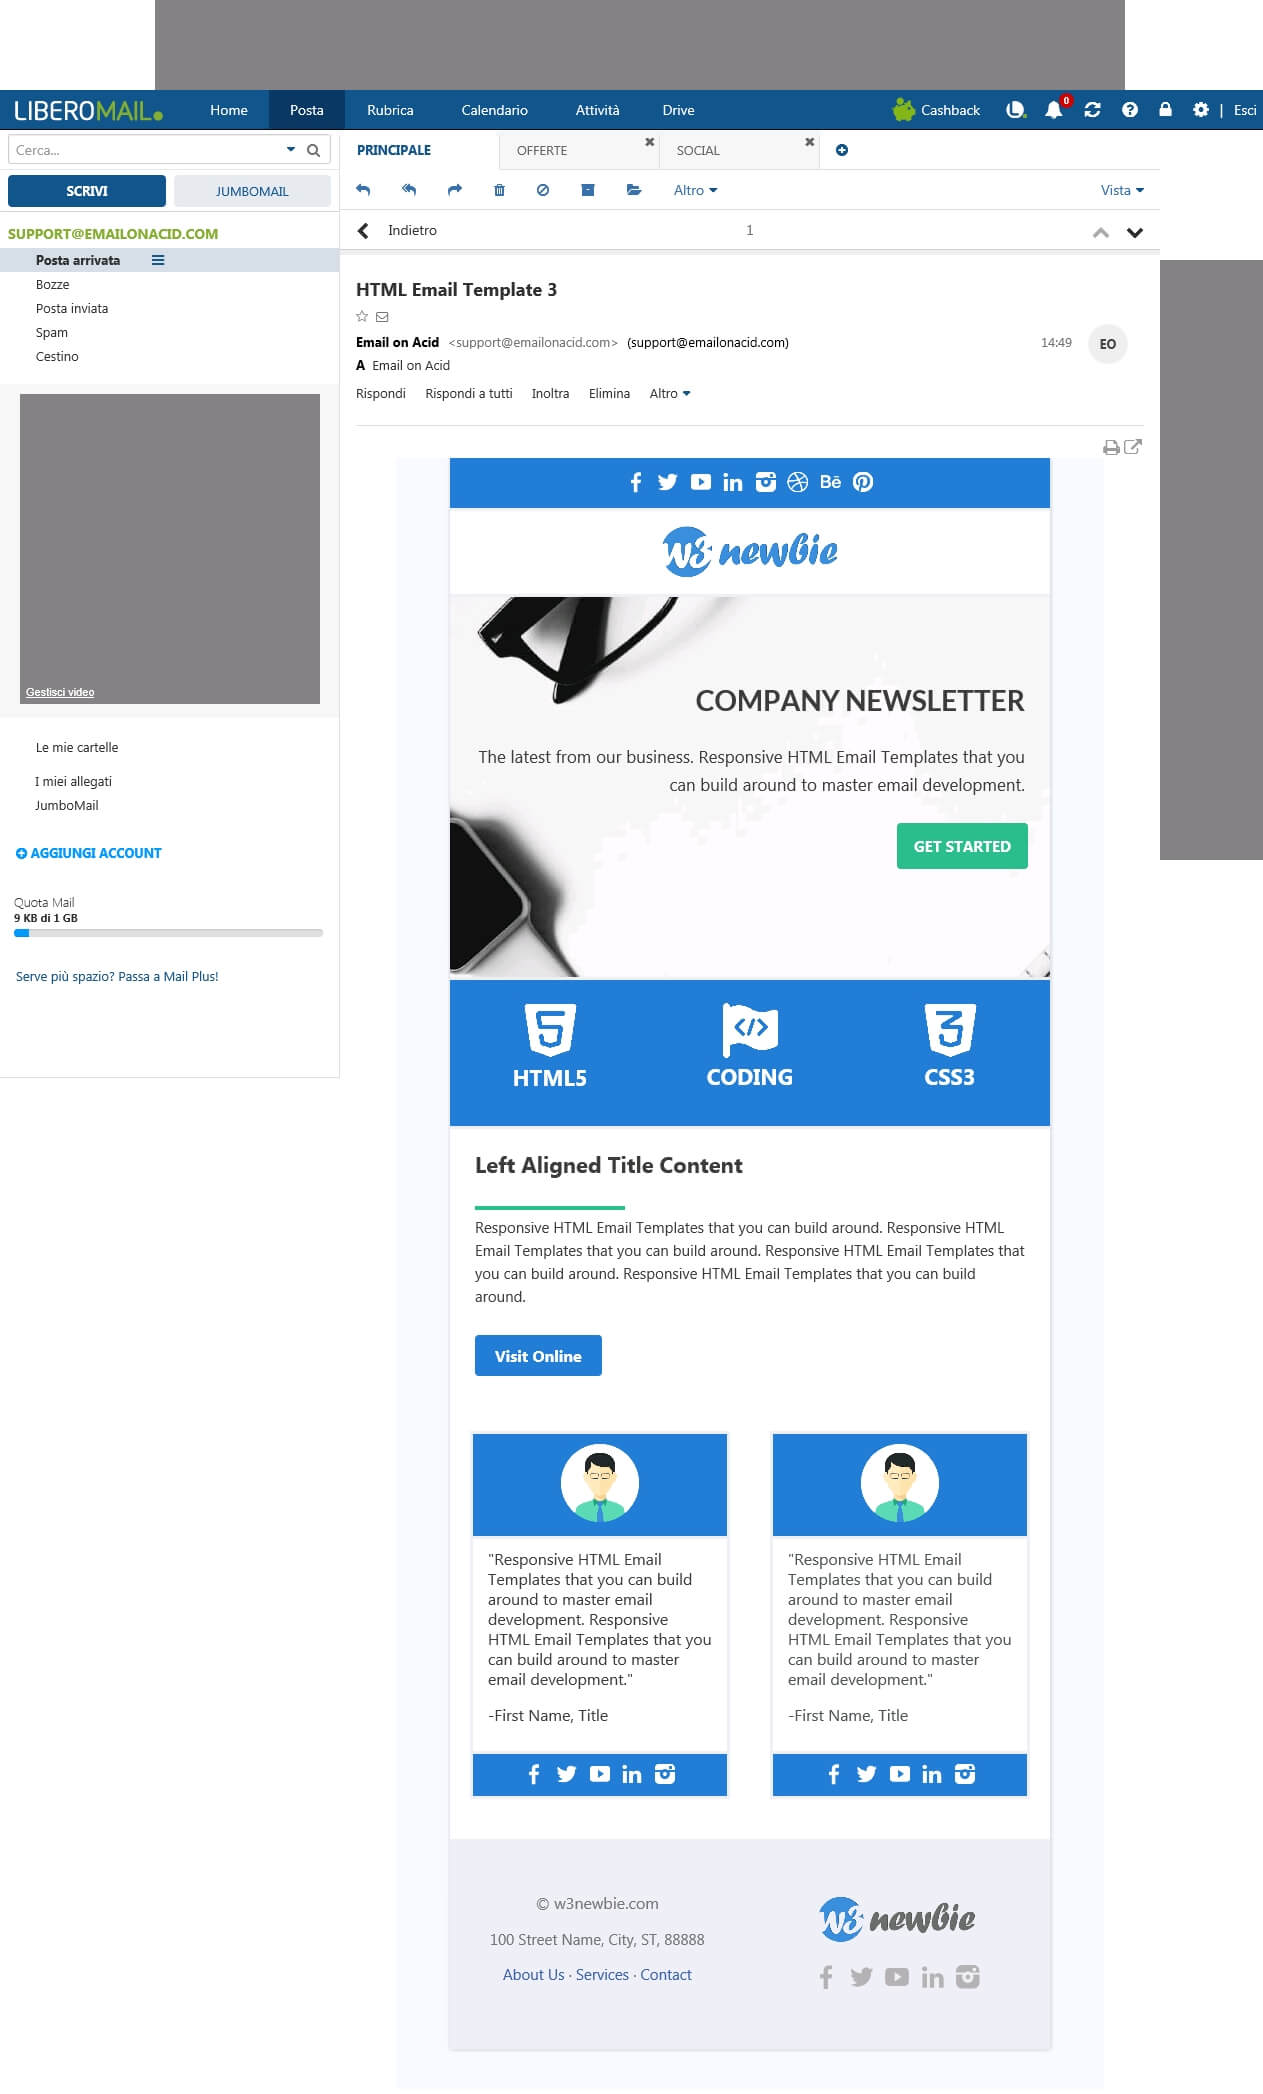 LIBEROMAIL.
Home
Posta
Rubrica
Calendario
Attività
Drive
Cashback
0
| Esci
Cerca...
PRINCIPALE
OFFERTE
SOCIAL
SCRIVI
JUMBOMAIL
Altro
Vista
Indietro
1
SUPPORT@EMAILONACID.COM
Posta arrivata
Bozze
Posta inviata
Spam
Cestino
Gestisci video
Le mie cartelle
I miei allegati
JumboMail
AGGIUNGI ACCOUNT
Quota Mail
9 KB di 1 GB
Serve più spazio? Passa a Mail Plus!
HTML Email Template 3
Email on Acid <support@emailonacid.com> (support@emailonacid.com)
14:49
EO
A Email on Acid
Rispondi
Rispondi a tutti
Inoltra
Elimina
Altro
Bē
w3 newbie
COMPANY NEWSLETTER
The latest from our business. Responsive HTML Email Templates that you
can build around to master email development.
GET STARTED
5
</>
3
HTML5
CODING
CSS3
Left Aligned Title Content
Responsive HTML Email Templates that you can build around. Responsive HTML
Email Templates that you can build around. Responsive HTML Email Templates that
you can build around. Responsive HTML Email Templates that you can build
around.
Visit Online
"Responsive HTML Email
Templates that you can build
around to master email
development. Responsive
HTML Email Templates that you
can build around to master
email development."
-First Name, Title
"Responsive HTML Email
Templates that you can build
around to master email
development. Responsive
HTML Email Templates that you
can build around to master
email development."
-First Name, Title
© w3newbie.com
100 Street Name, City, ST, 88888
About Us · Services · Contact
w3 newbie